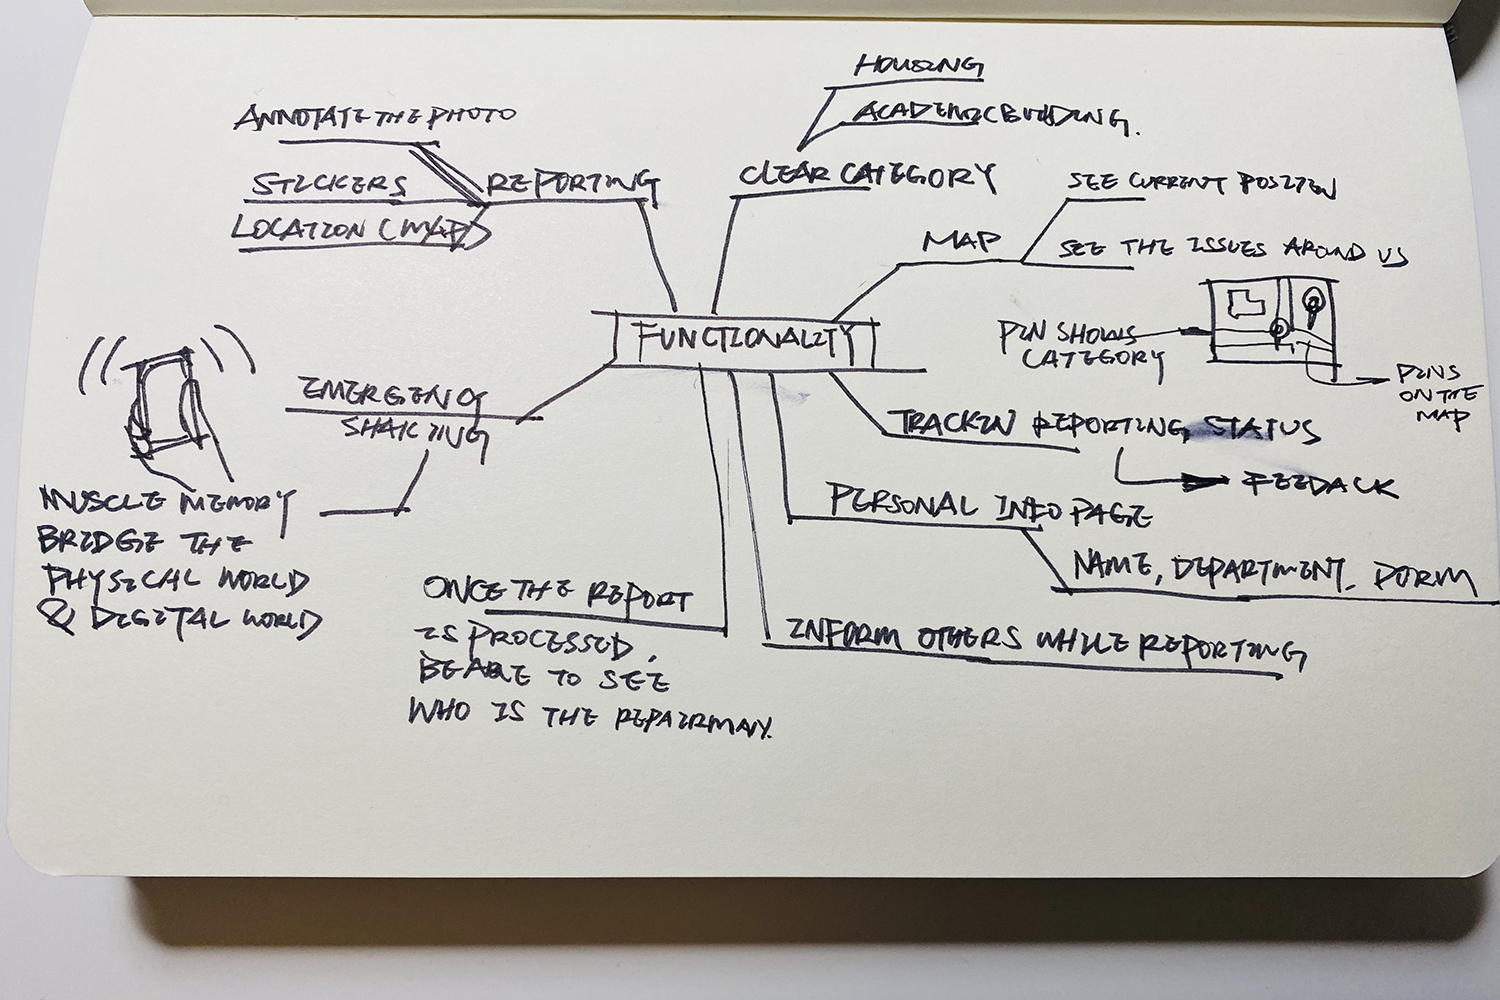 HOUSING
ACADEMIC BUILDING.
ANNOTATE THE PHOTO
STICKERS
REPORTING
LOCATION (MAP)
CLEAR CATEGORY
SEE CURRENT POSITION
MAP
SEE THE ISSUES AROUND US
PIN SHOWS
CATEGORY
PINS
ON THE
MAP
FUNCTIONALITY
EMERGENCY
SHAKING
TRACKIN REPORTING STATUS
FEEDACK
MUSCLE MEMORY
BRIDGE THE
PHYSICAL WORLD
& DIGITAL WORLD
PERSONAL INFO PAGE
NAME, DEPARTMENT, DORM
ONCE THE REPORT
IS PROCESSED,
BE ABLE TO SEE
WHO IS THE REPAIRMAN.
INFORM OTHERS WHILE REPORTING